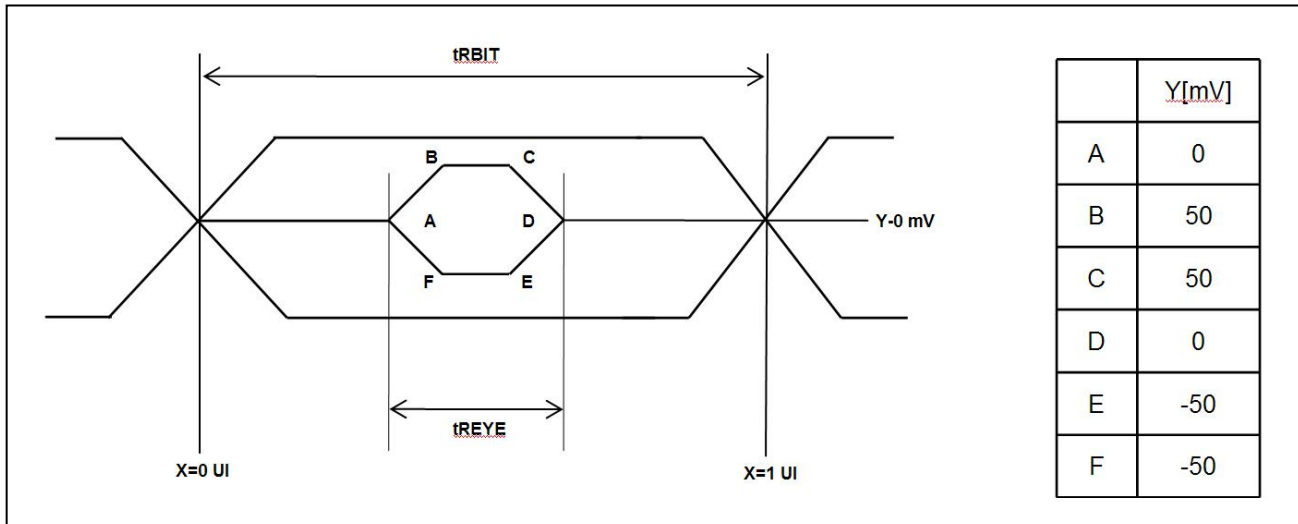 tRBIT
B
C
A
D
Y-0 mV
F
E
tREYE
X=0 UI
X=1 UI
Y[mV]
A 0
B 50
C 50
D 0
E -50
F -50